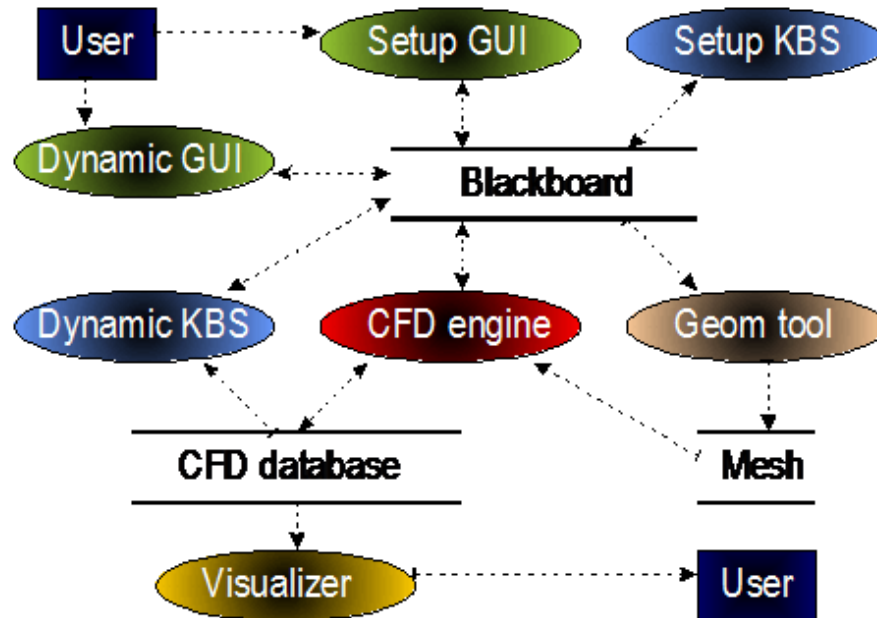 User
Setup GUI
Setup KBS
Dynamic GUI
Blackboard
Dynamic KBS
CFD engine
Geom tool
CFD database
Mesh
Visualizer
User